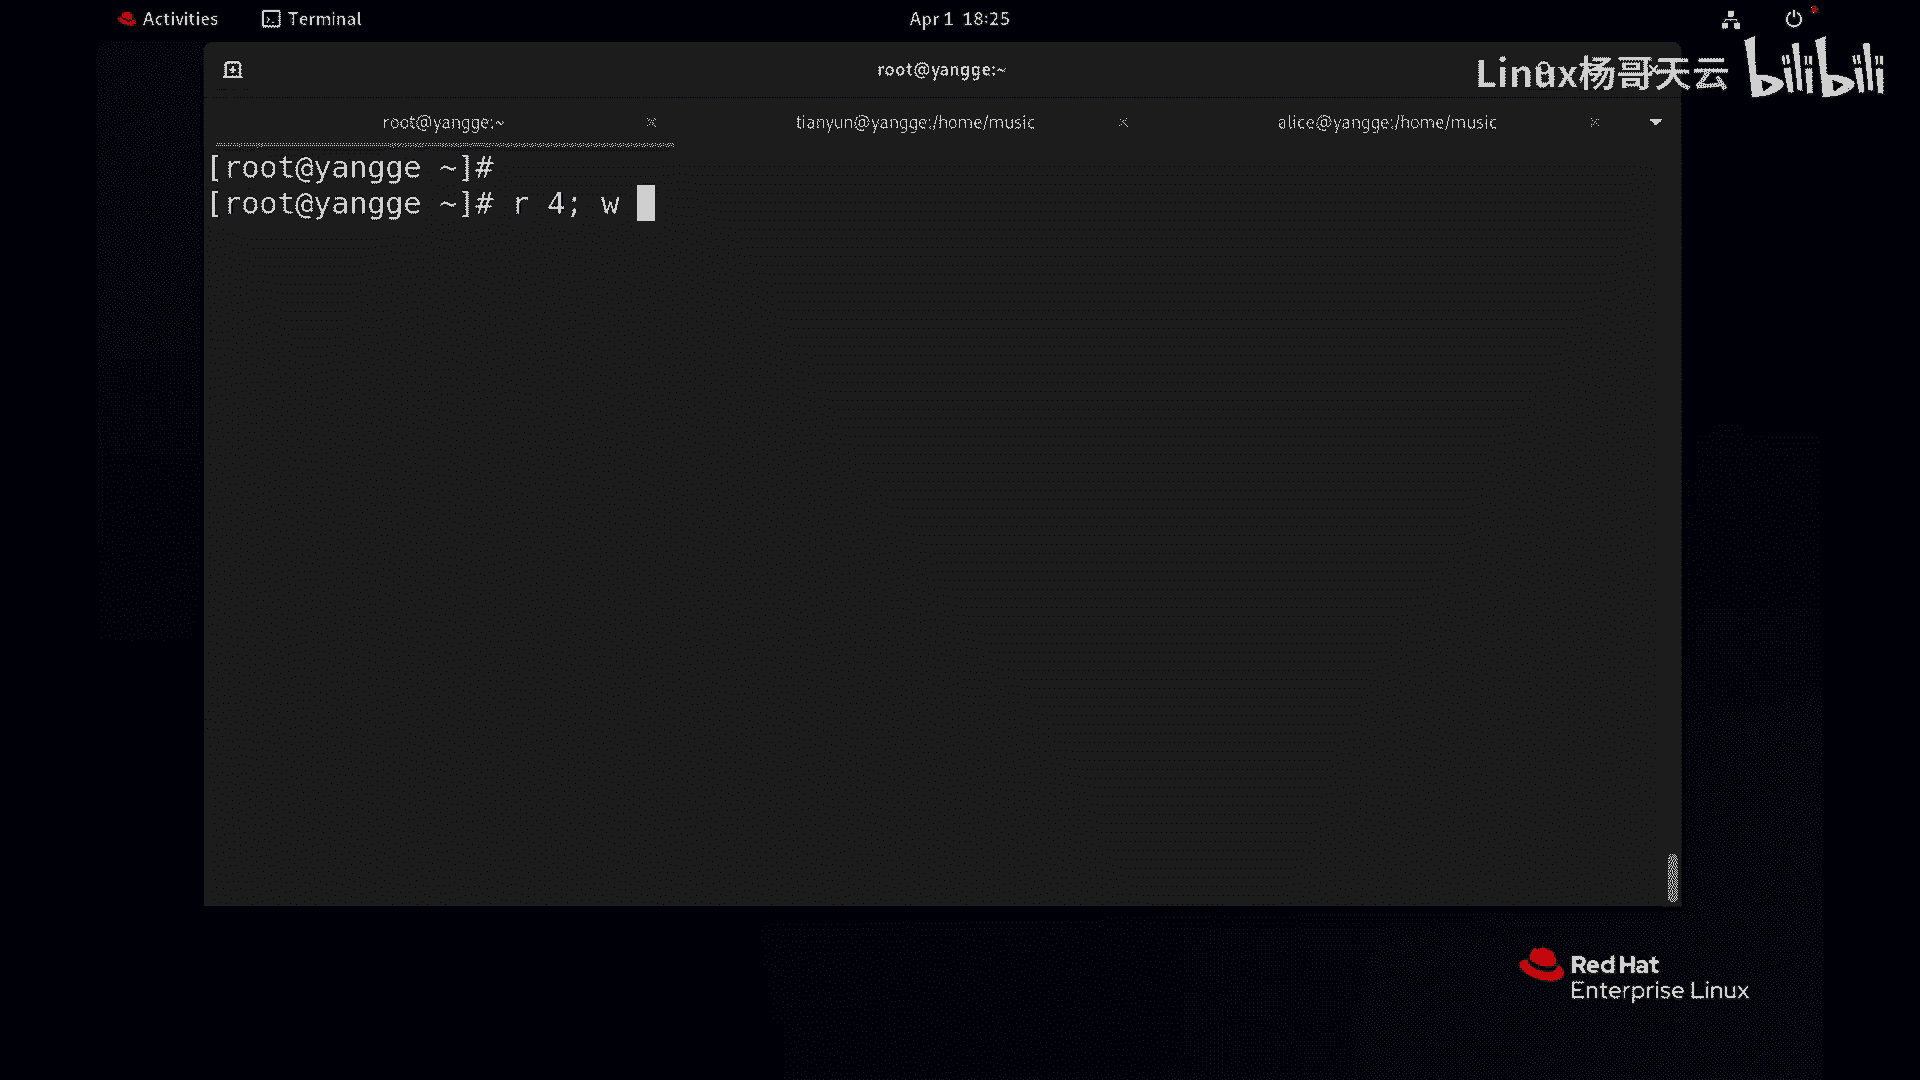 Activities Terminal Apr 1 18:25
root@yangge:~
Linux杨哥天云 bilibili
root@yangge:~ × tianyun@yangge:/home/music × alice@yangge:/home/music ×
[root@yangge ~]#
[root@yangge ~]# r 4; w
Red Hat
Enterprise Linux